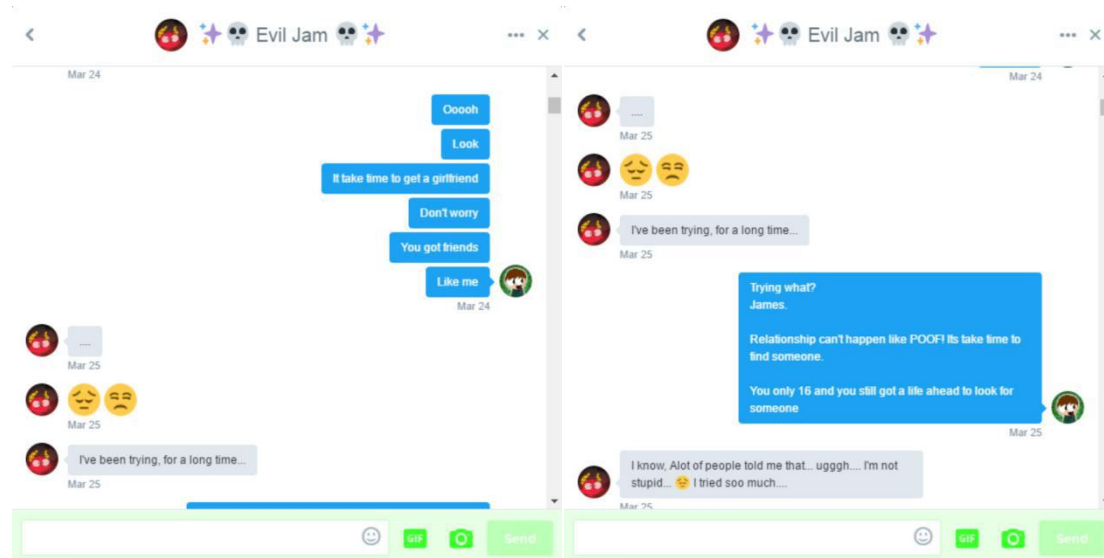 Evil Jam
Mar 24
Ooooh
Look
It take time to get a girlfriend
Don't worry
You got friends
Like me
Mar 24
....
Mar 25
Mar 25
I've been trying, for a long time...
Mar 25
GIF
Send
Evil Jam
Mar 24
....
Mar 25
Mar 25
I've been trying, for a long time...
Mar 25
Trying what?
James.
Relationship can't happen like POOF! Its take time to
find someone.
You only 16 and you still got a life ahead to look for
someone
Mar 25
I know, Alot of people told me that... ugggh.... I'm not
stupid... I tried soo much....
Mar 25
GIF
Send